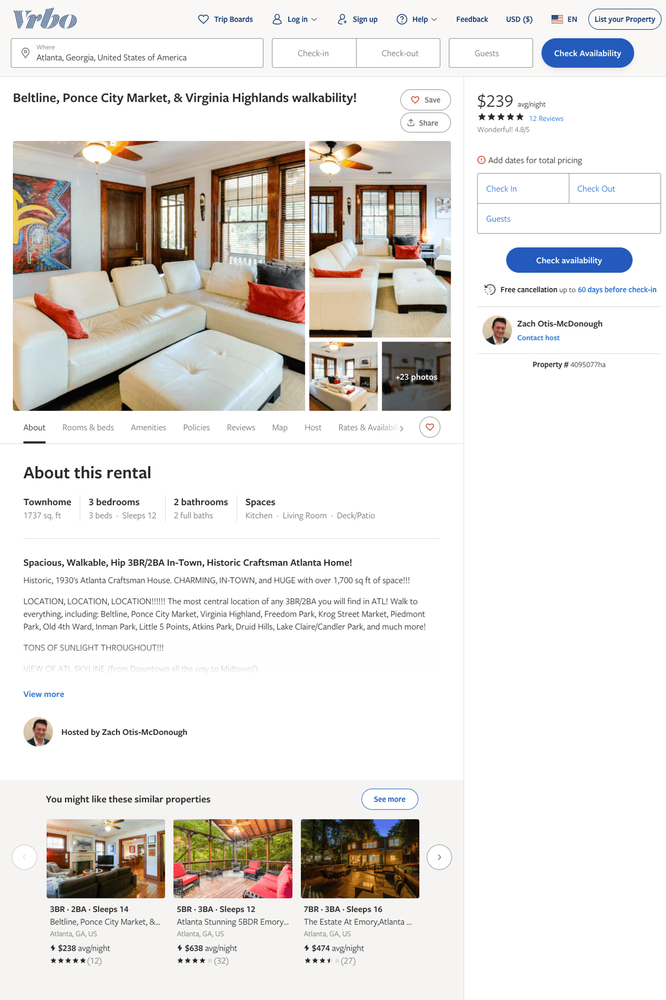 Vrbo
Trip Boards
Log in
Sign up
Help
Feedback
USD ($)
EN
List your Property
Where
Atlanta, Georgia, United States of America
Check-in
Check-out
Guests
Check Availability
Beltline, Ponce City Market, & Virginia Highlands walkability!
Save
Share
+23 photos
$239 avg/night
12 Reviews
Wonderful! 4.8/5
Add dates for total pricing
Check In
Check Out
Guests
Check availability
Free cancellation up to 60 days before check-in
Zach Otis-McDonough
Contact host
Property # 4095077ha
About
Rooms & beds
Amenities
Policies
Reviews
Map
Host
Rates & Availabili
About this rental
Townhome
1737 sq. ft
3 bedrooms
3 beds · Sleeps 12
2 bathrooms
2 full baths
Spaces
Kitchen · Living Room · Deck/Patio
Spacious, Walkable, Hip 3BR/2BA In-Town, Historic Craftsman Atlanta Home!
Historic, 1930's Atlanta Craftsman House. CHARMING, IN-TOWN, and HUGE with over 1,700 sq ft of space!!!
LOCATION, LOCATION, LOCATION!!!!!! The most central location of any 3BR/2BA you will find in ATL! Walk to
everything, including: Beltline, Ponce City Market, Virginia Highland, Freedom Park, Krog Street Market, Piedmont
Park, Old 4th Ward, Inman Park, Little 5 Points, Atkins Park, Druid Hills, Lake Claire/Candler Park, and much more!
TONS OF SUNLIGHT THROUGHOUT!!!
VIEW OF ATL SKYLINE (from Downtown all the way to Midtown!)
View more
Hosted by Zach Otis-McDonough
You might like these similar properties
See more
3BR · 2BA · Sleeps 14
Beltline, Ponce City Market, &...
Atlanta, GA, US
$238 avg/night
(12)
5BR · 3BA · Sleeps 12
Atlanta Stunning 5BDR Emory...
Atlanta, GA, US
$638 avg/night
(32)
7BR · 3BA · Sleeps 16
The Estate At Emory,Atlanta ...
Atlanta, GA, US
$474 avg/night
(27)